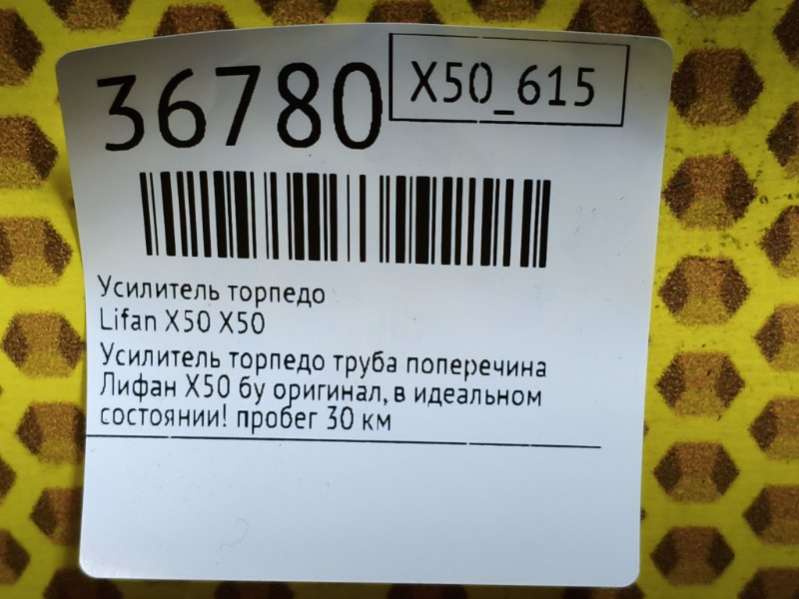 36780
X50_615
Усилитель торпедо
Lifan X50 X50
Усилитель торпедо труба поперечина
Лифан X50 бу оригинал, в идеальном
состоянии! пробег 30 км